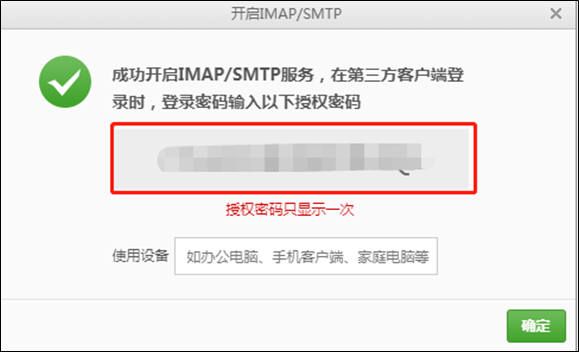 开启IMAP/SMTP
成功开启IMAP/SMTP服务，在第三方客户端登
录时，登录密码输入以下授权密码
授权密码只显示一次
使用设备 如办公电脑、手机客户端、家庭电脑等
确定